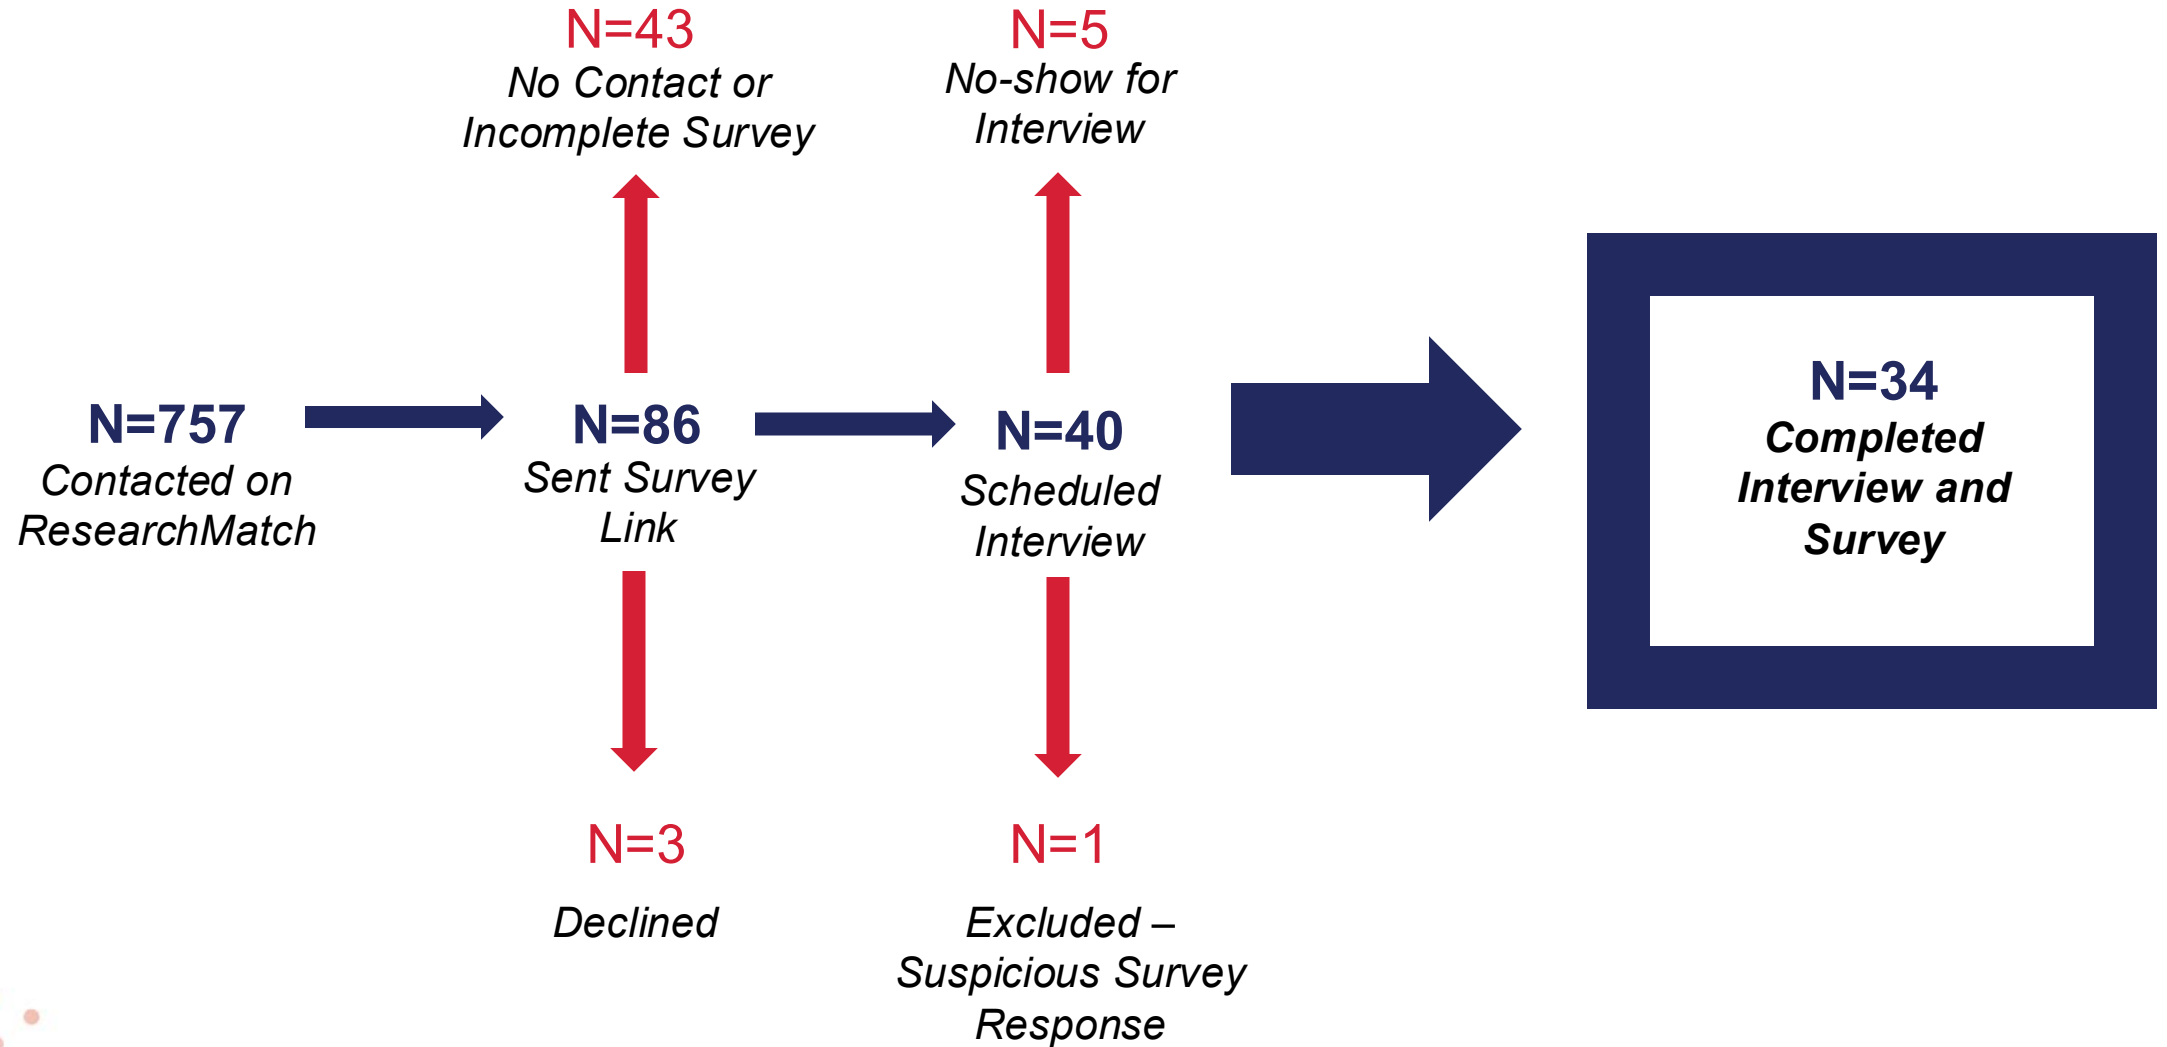 N=43
No Contact or
Incomplete Survey
N=5
No-show for
Interview
N=757
Contacted on
ResearchMatch
N=86
Sent Survey
Link
N=40
Scheduled
Interview
N=34
Completed
Interview and
Survey
N=3
Declined
N=1
Excluded –
Suspicious Survey
Response